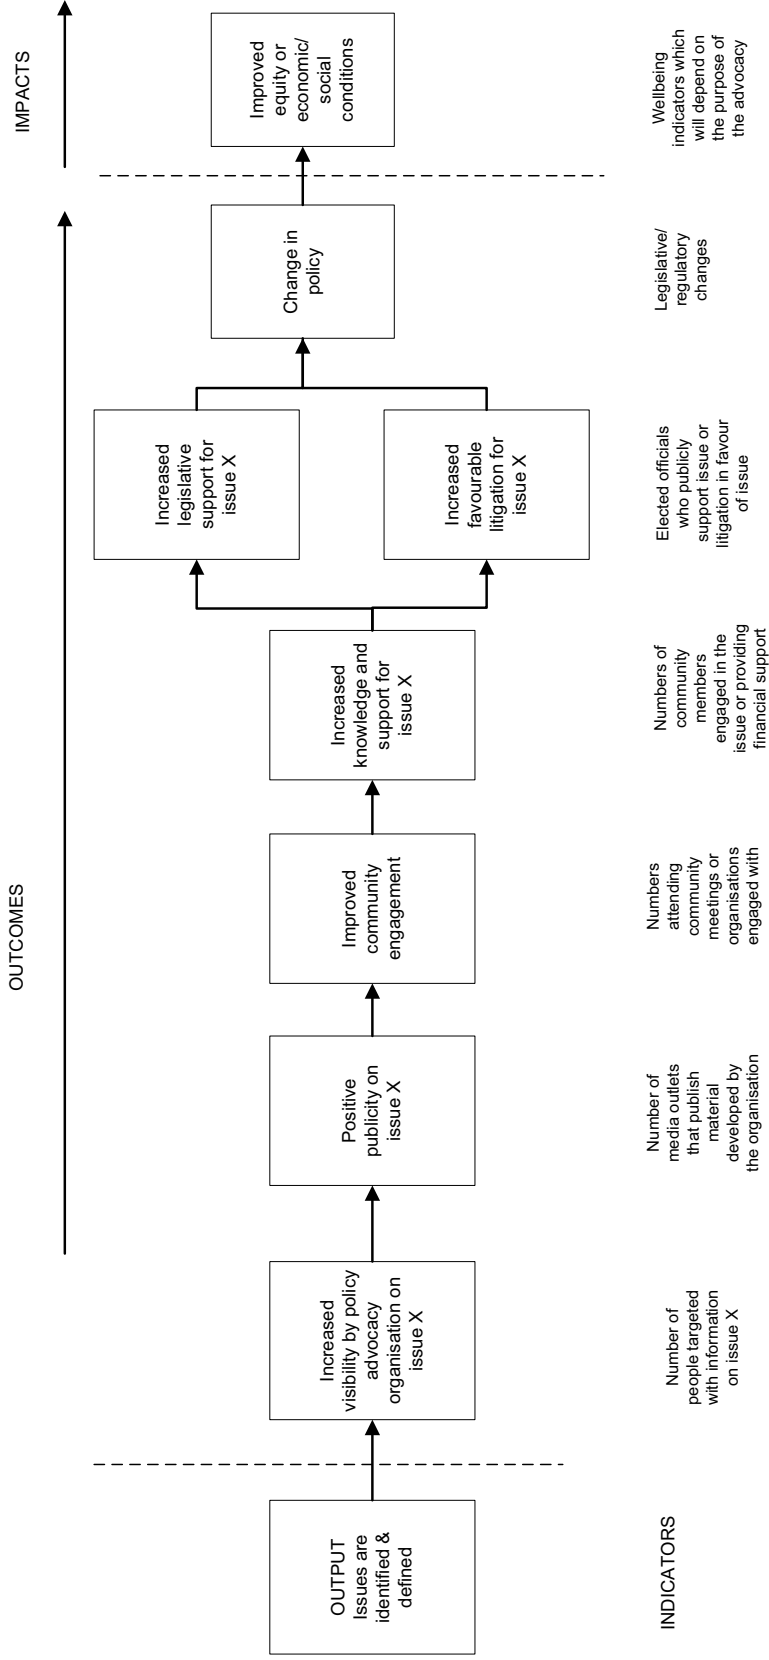 OUTCOMES
IMPACTS
OUTPUT
Issues are
identified &
defined
Increased
visibility by policy
advocacy
organisation on
issue X
Positive
publicity on
issue X
Improved
community
engagement
Increased
knowledge and
support for
issue X
Increased
legislative
support for
issue X
Increased
favourable
litigation for
issue X
Change in
policy
Improved
equity or
economic/
social
conditions
INDICATORS
Number of
people targeted
with information
on issue X
Number of
media outlets
that publish
material
developed by
the organisation
Numbers
attending
community
meetings or
organisations
engaged with
Numbers of
community
members
engaged in the
issue or providing
financial support
Elected officials
who publicly
support issue or
litigation in favour
of issue
Legislative/
regulatory
changes
Wellbeing
indicators which
will depend on
the purpose of
the advocacy